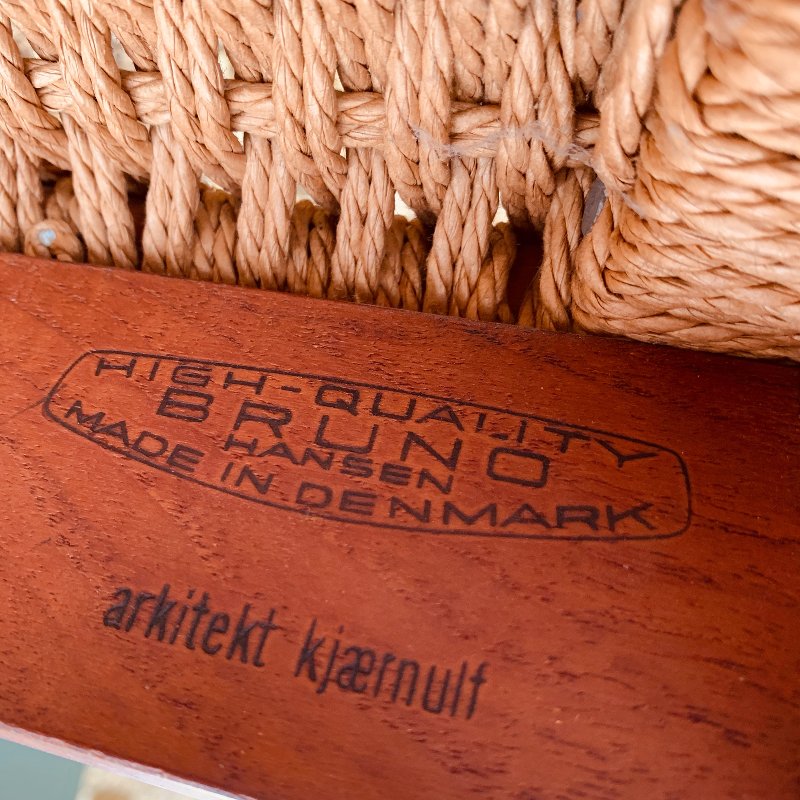 HIGH-QUALITY
BRUNO
HANSEN
MADE IN DENMARK
arkitekt kjærnulf